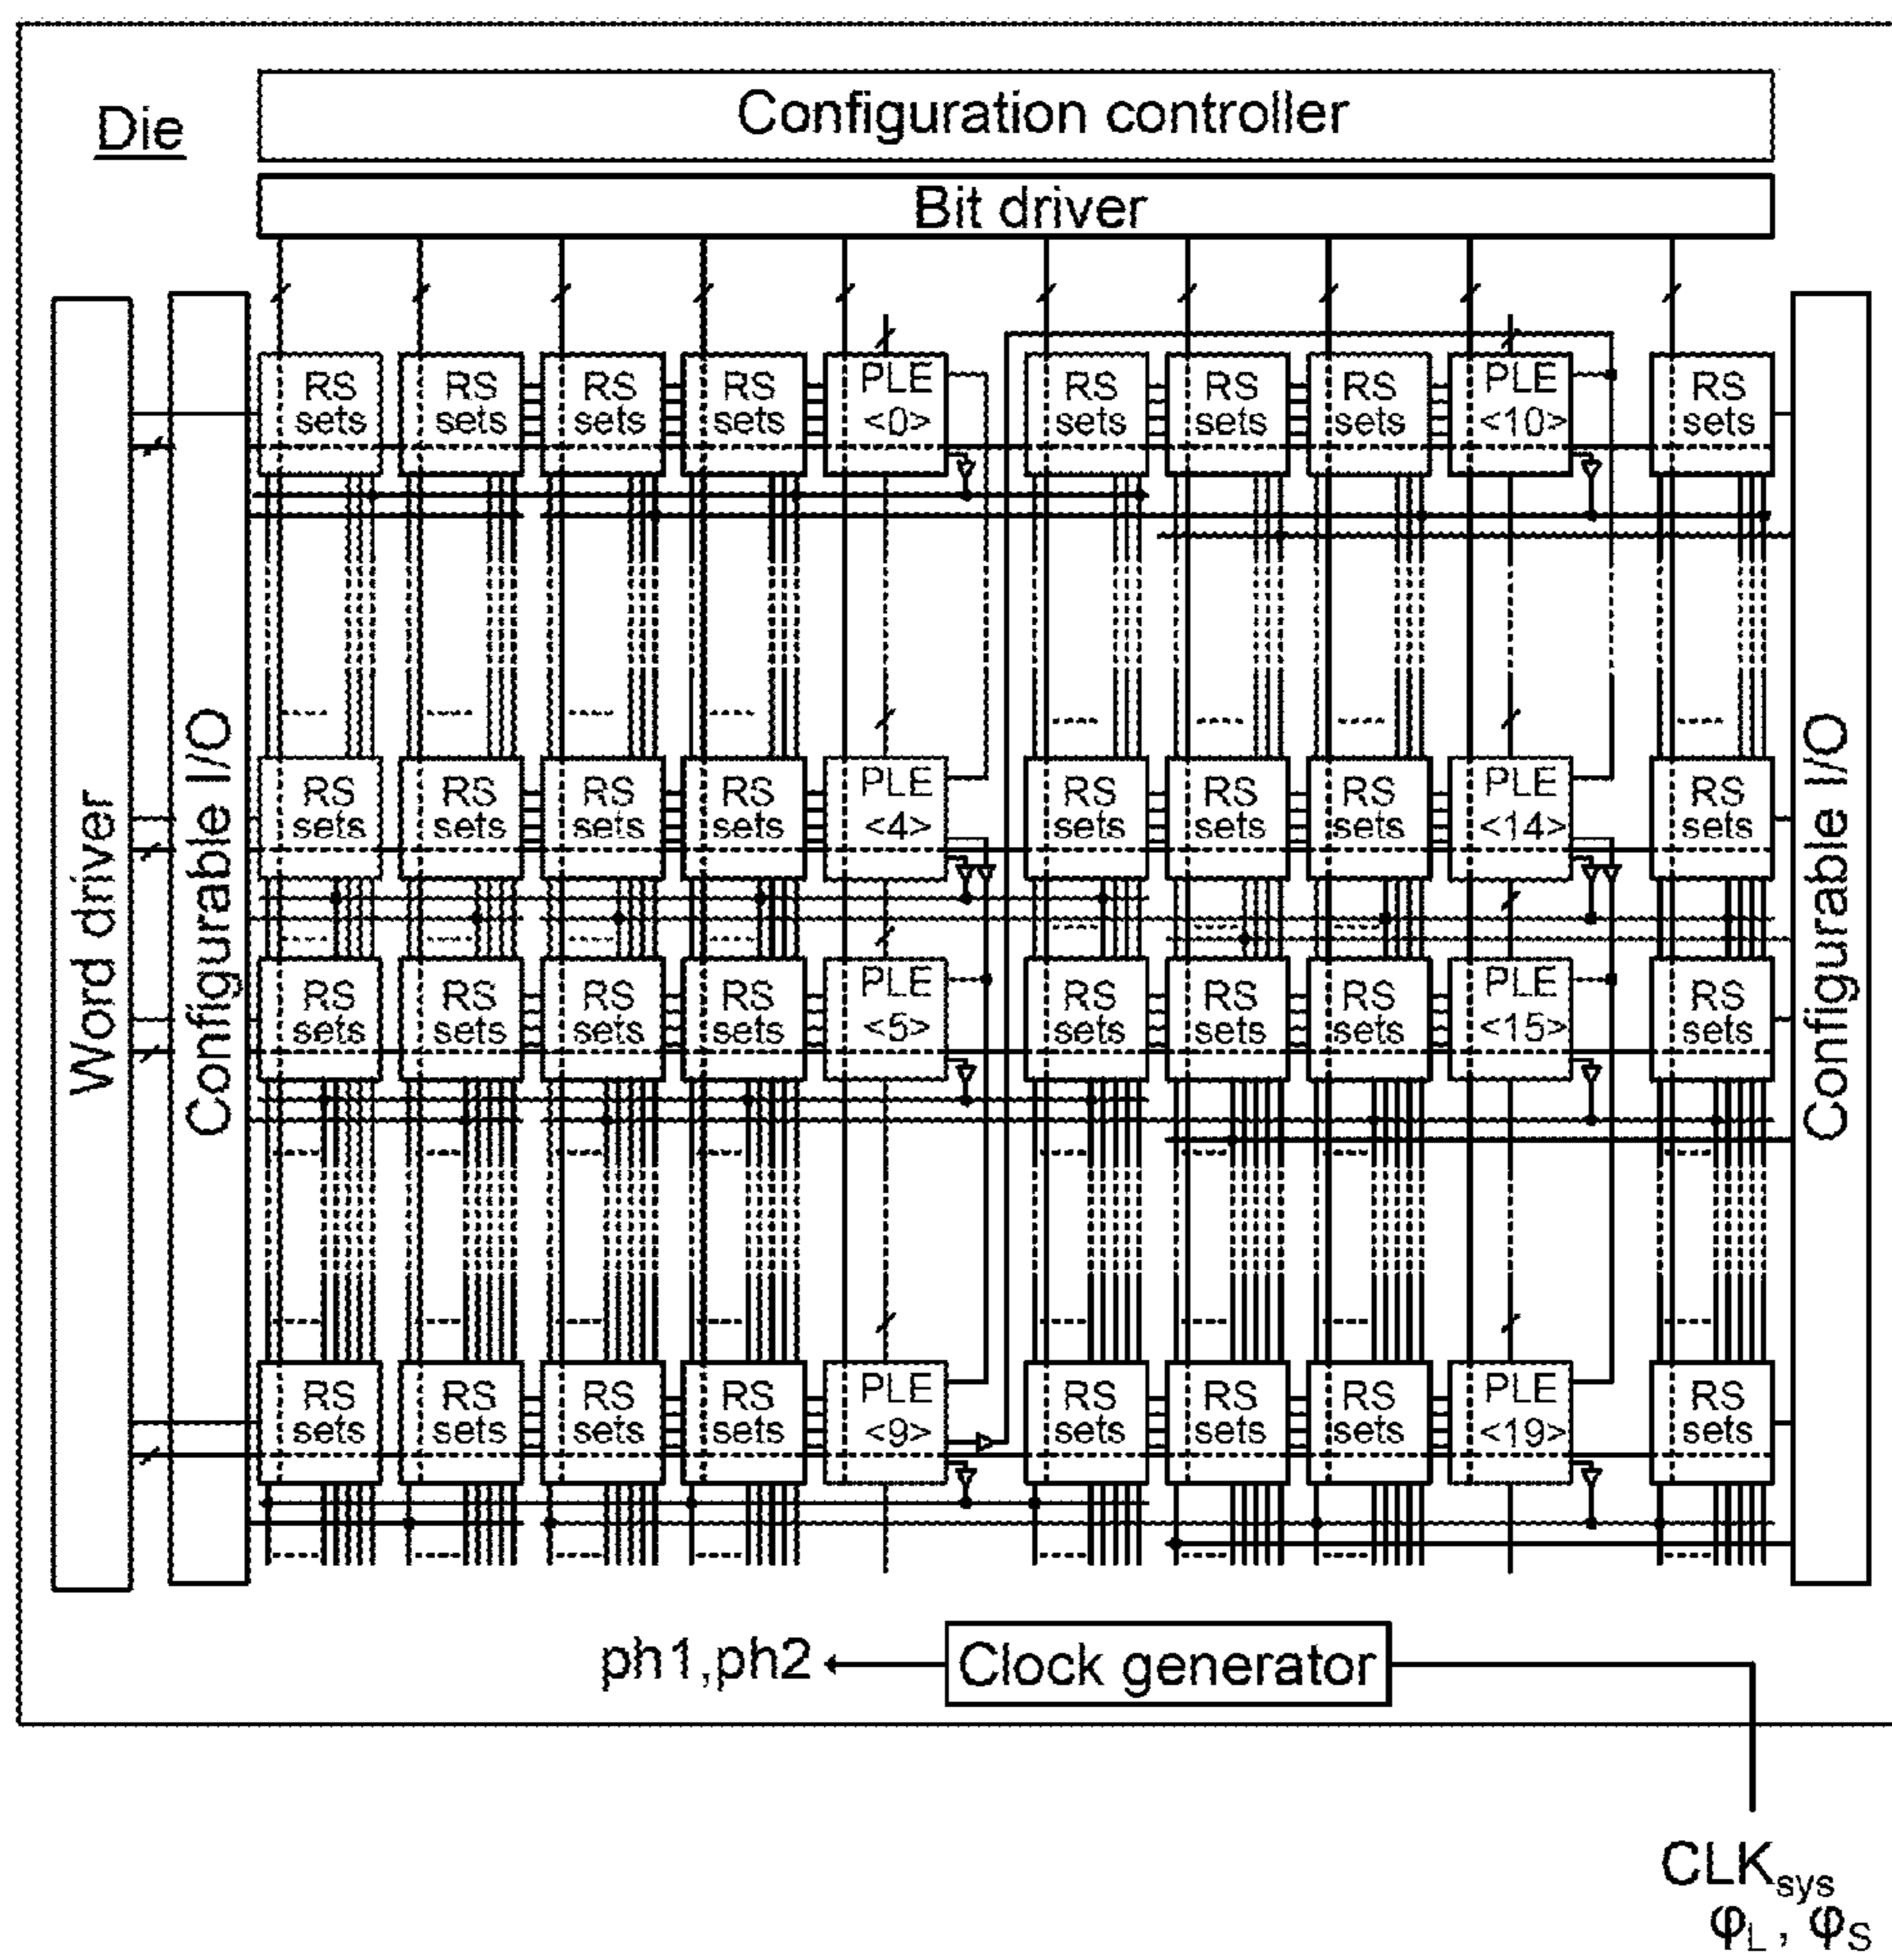 Die
Configuration controller
Bit driver
Word driver
Configurable I/O
RS sets
RS sets
RS sets
RS sets
PLE <0>
RS sets
RS sets
RS sets
PLE <10>
RS sets
RS sets
RS sets
RS sets
RS sets
PLE <4>
RS sets
RS sets
RS sets
PLE <14>
RS sets
RS sets
RS sets
RS sets
RS sets
PLE <5>
RS sets
RS sets
RS sets
PLE <15>
RS sets
RS sets
RS sets
RS sets
RS sets
PLE <9>
RS sets
RS sets
RS sets
PLE <19>
RS sets
Configurable I/O
ph1,ph2
Clock generator
CLKsys
φL, φS